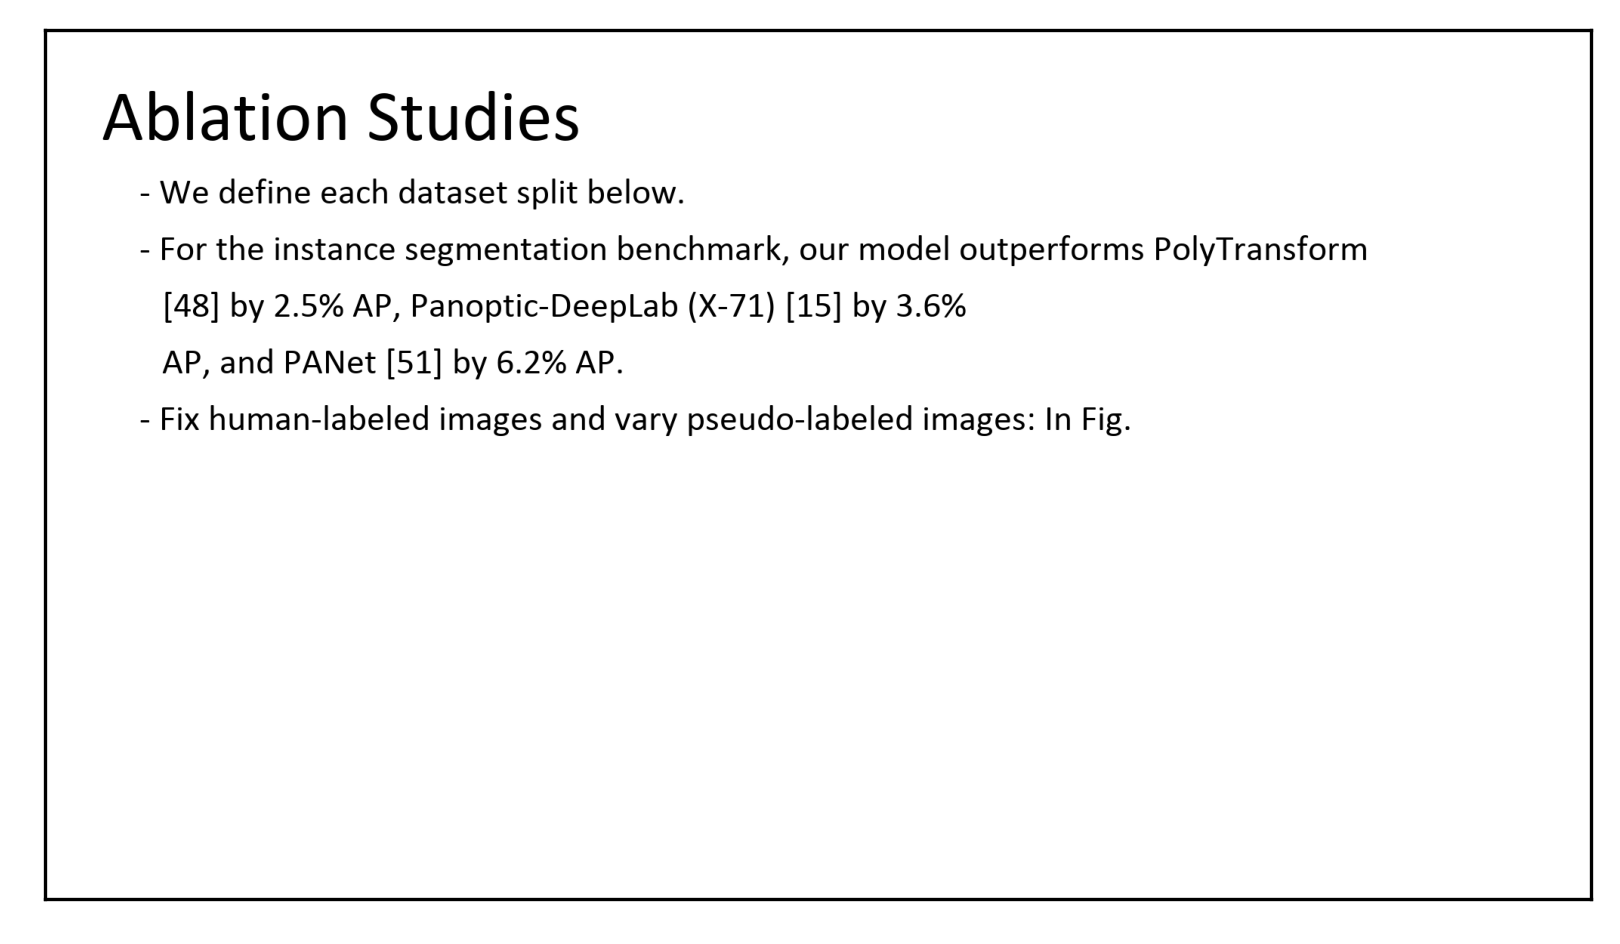 Ablation Studies
- We define each dataset split below.
- For the instance segmentation benchmark, our model outperforms PolyTransform
[48] by 2.5% AP, Panoptic-DeepLab (X-71) [15] by 3.6%
AP, and PANet [51] by 6.2% AP.
- Fix human-labeled images and vary pseudo-labeled images: In Fig.